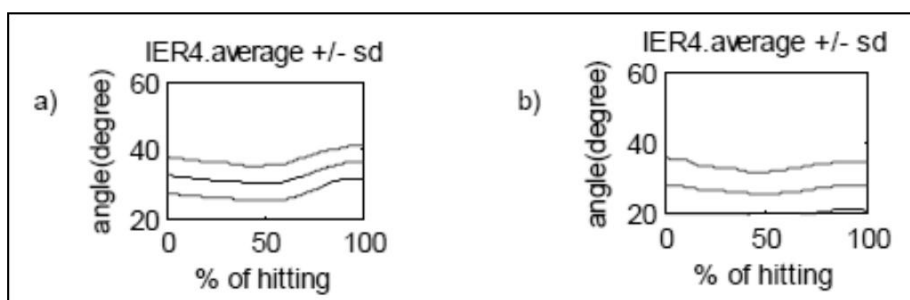 a)
IER4.average +/- sd
angle(degree)
60
40
20
0 50 100
% of hitting
b)
IER4.average +/- sd
angle(degree)
60
40
20
0 50 100
% of hitting